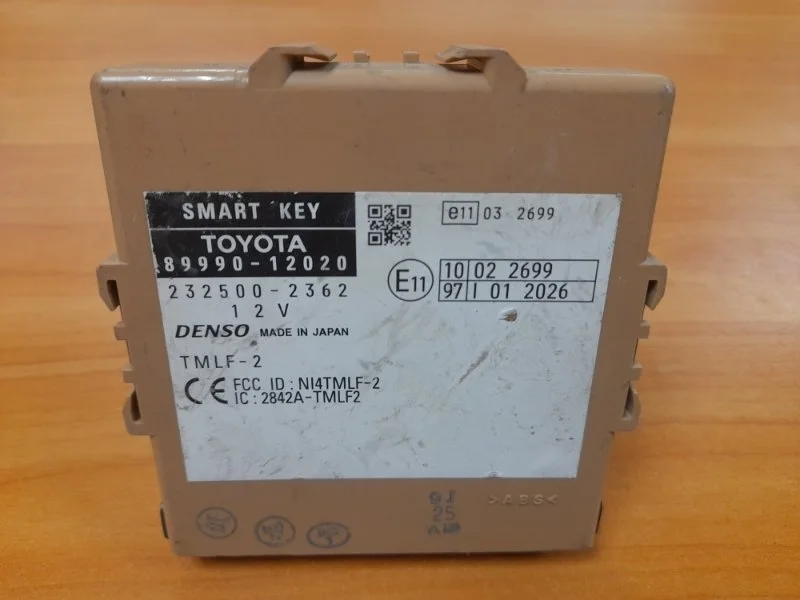 SMART KEY
TOYOTA
89990-12020
232500-2362
12V
DENSO MADE IN JAPAN
TMLF-2
CE FCC ID : NI4TMLF-2
IC : 2842A-TMLF2
e11 03 2699
E11 10 02 2699
97 I 01 2026
25
>ABS<